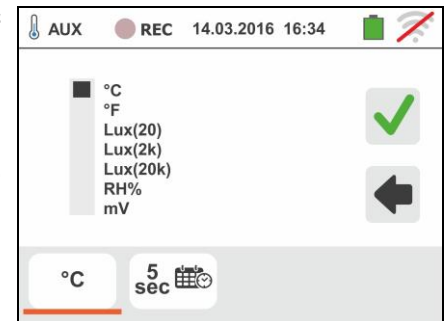 AUX REC 14.03.2016 16:34
°C
°F
Lux(20)
Lux(2k)
Lux(20k)
RH%
mV
°C 5 sec